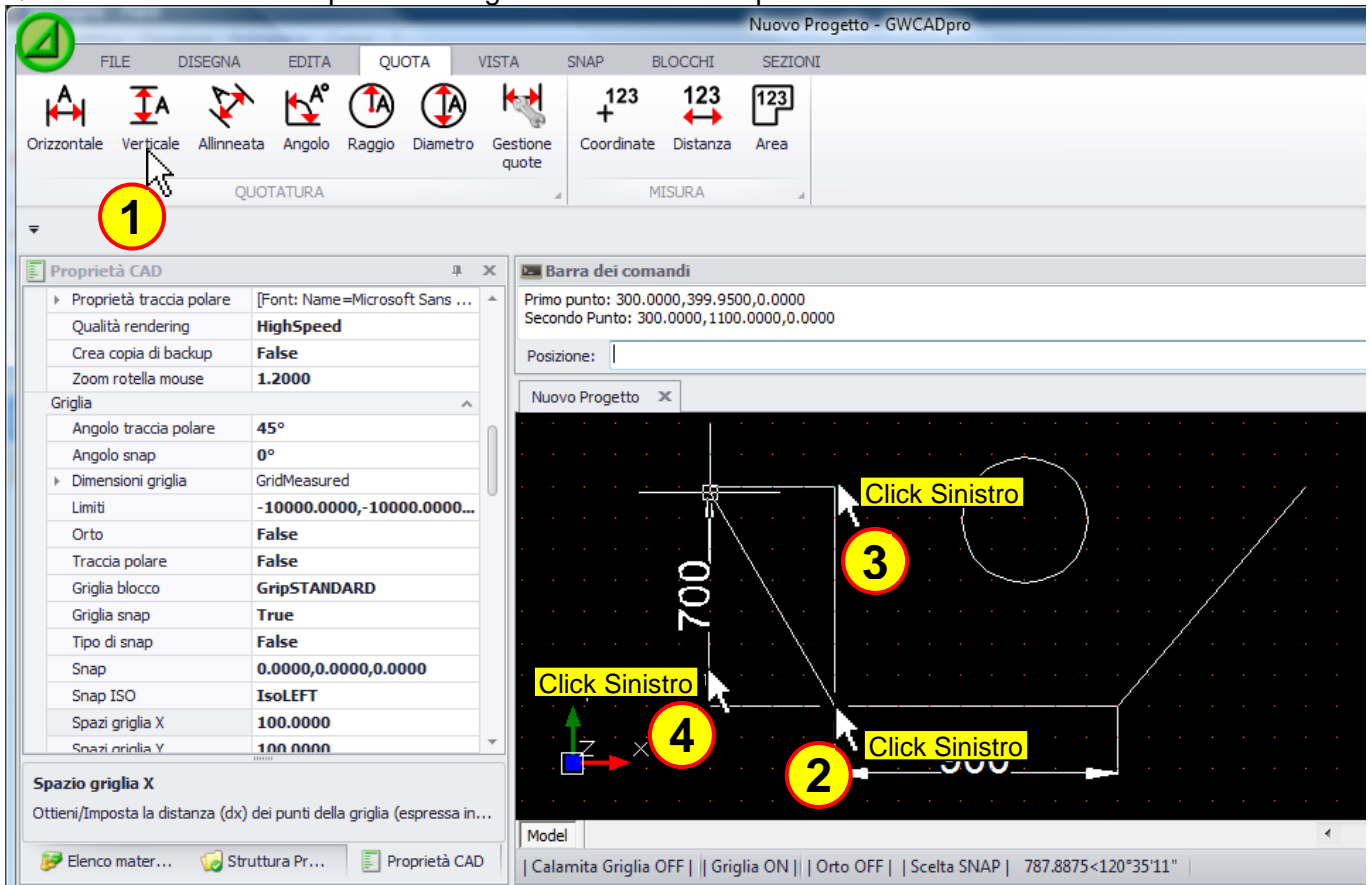 Nuovo Progetto - GWCADpro
FILE DISEGNA EDITA QUOTA VISTA SNAP BLOCCHI SEZIONI
A A A° A A 123 123 123
Orizzontale Verticale Allineata Angolo Raggio Diametro Gestione quote Coordinate Distanza Area
QUOTATURA MISURA
1
Proprietà CAD
Proprietà traccia polare [Font: Name=Microsoft Sans ...
Qualità rendering HighSpeed
Crea copia di backup False
Zoom rotella mouse 1.2000
Griglia
Angolo traccia polare 45°
Angolo snap 0°
Dimensioni griglia GridMeasured
Limiti -10000.0000,-10000.0000...
Orto False
Traccia polare False
Griglia blocco GripSTANDARD
Griglia snap True
Tipo di snap False
Snap 0.0000,0.0000,0.0000
Snap ISO IsoLEFT
Spazi griglia X 100.0000
Spazi griglia Y 100.0000
Spazio griglia X
Ottieni/Imposta la distanza (dx) dei punti della griglia (espressa in...
Elenco mater... Struttura Pr... Proprietà CAD
Barra dei comandi
Primo punto: 300.0000,399.9500,0.0000
Secondo Punto: 300.0000,1100.0000,0.0000
Posizione:
Nuovo Progetto
Click Sinistro
3
700
Click Sinistro
4
Z X
Click Sinistro
2
900
Model
| Calamita Griglia OFF | | Griglia ON | | Orto OFF | | Scelta SNAP | 787.8875<120°35'11"